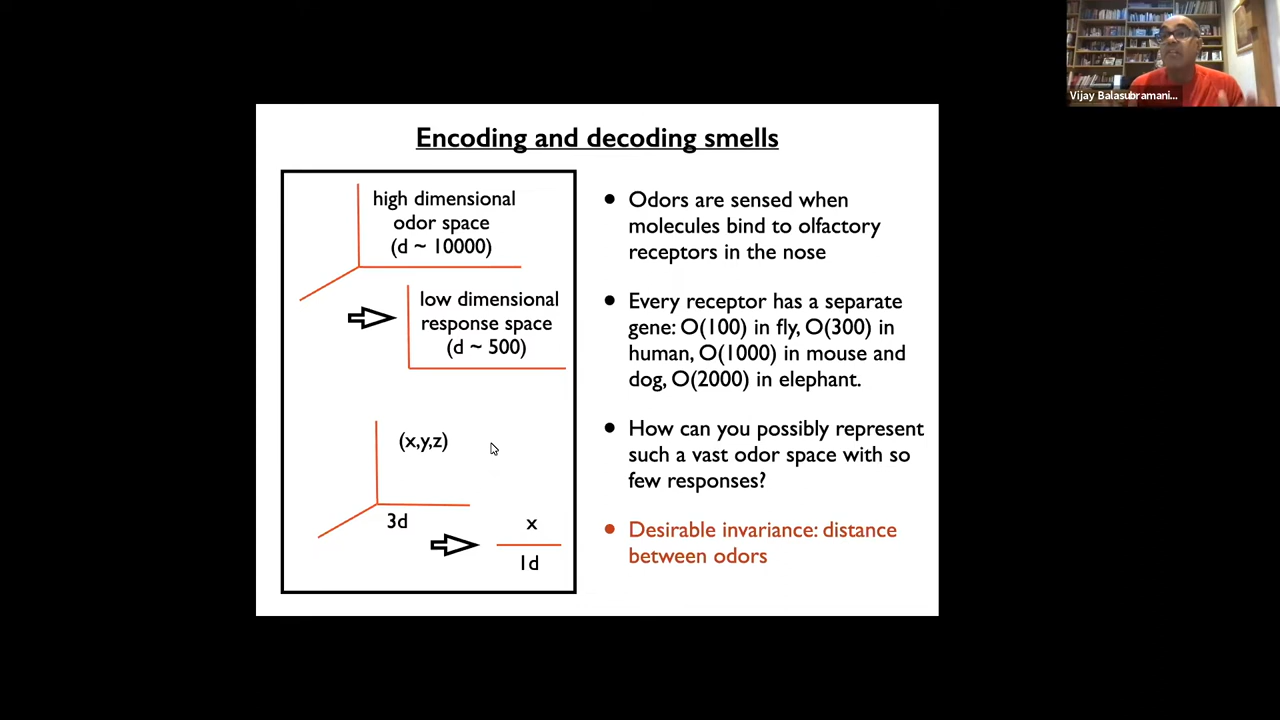 Vijay Balasubramani...
Encoding and decoding smells
high dimensional
odor space
(d ~ 10000)
low dimensional
response space
(d ~ 500)
(x,y,z)
3d
x
1d
• Odors are sensed when
molecules bind to olfactory
receptors in the nose
• Every receptor has a separate
gene: O(100) in fly, O(300) in
human, O(1000) in mouse and
dog, O(2000) in elephant.
• How can you possibly represent
such a vast odor space with so
few responses?
• Desirable invariance: distance
between odors